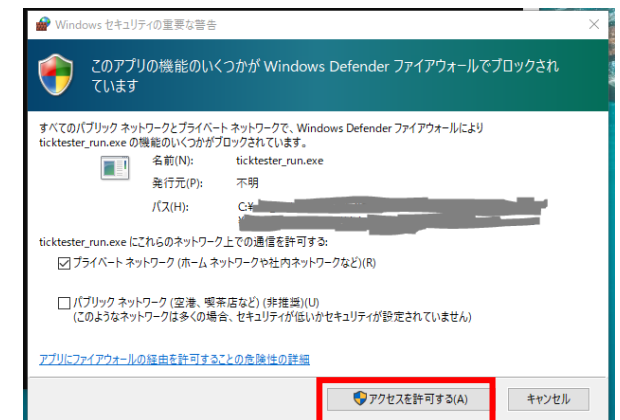 Windows セキュリティの重要な警告
このアプリの機能のいくつかが Windows Defender ファイアウォールでブロックされ
ています
すべてのパブリック ネットワークとプライベート ネットワークで、Windows Defender ファイアウォールにより
ticktester_run.exe の機能のいくつかがブロックされています。
名前(N): ticktester_run.exe
発行元(P): 不明
パス(H): C:¥
ticktester_run.exe にこれらのネットワーク上での通信を許可する:
プライベート ネットワーク (ホーム ネットワークや社内ネットワークなど)(R)
パブリック ネットワーク (空港、喫茶店など) (非推奨)(U)
(このようなネットワークは多くの場合、セキュリティが低いかセキュリティが設定されていません)
アプリにファイアウォールの経由を許可することの危険性の詳細
アクセスを許可する(A) キャンセル